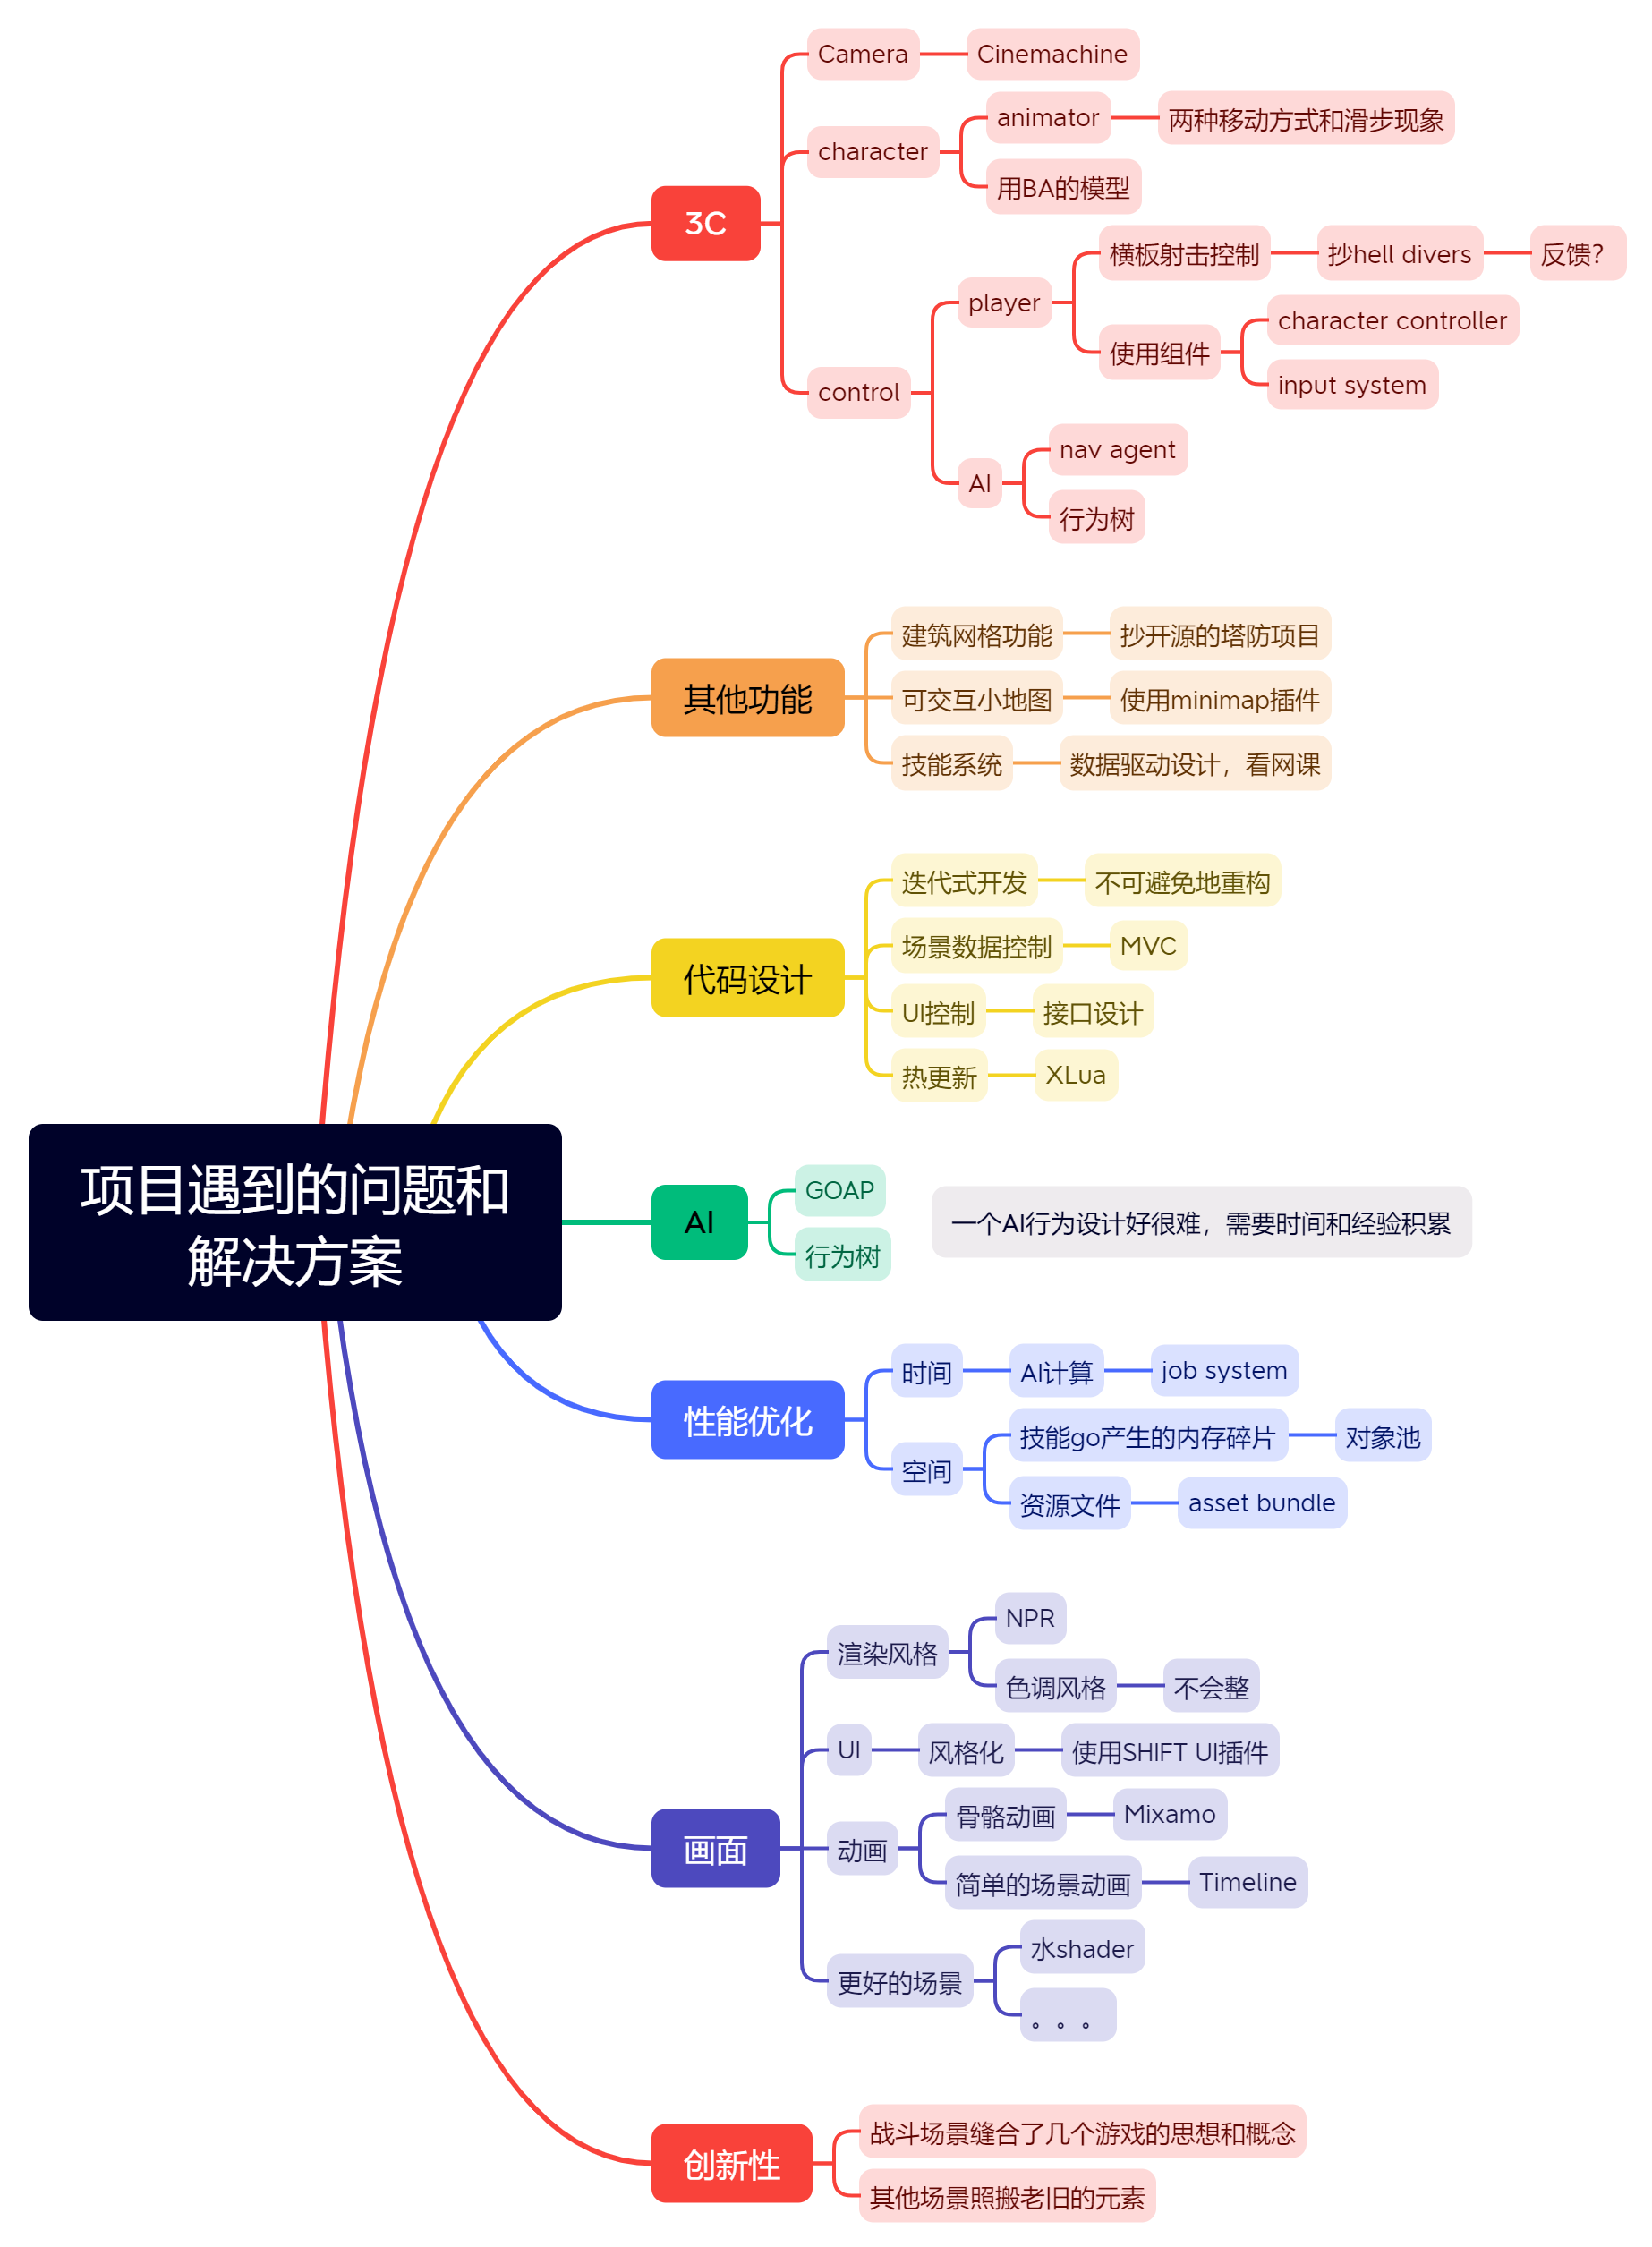 项目遇到的问题和
解决方案
3C
Camera
Cinemachine
character
animator
两种移动方式和滑步现象
用BA的模型
control
player
横板射击控制
抄hell divers
反馈?
使用组件
character controller
input system
AI
nav agent
行为树
其他功能
建筑网格功能
抄开源的塔防项目
可交互小地图
使用minimap插件
技能系统
数据驱动设计，看网课
代码设计
迭代式开发
不可避免地重构
场景数据控制
MVC
UI控制
接口设计
热更新
XLua
AI
GOAP
行为树
一个AI行为设计好很难，需要时间和经验积累
性能优化
时间
AI计算
job system
空间
技能go产生的内存碎片
对象池
资源文件
asset bundle
画面
渲染风格
NPR
色调风格
不会整
UI
风格化
使用SHIFT UI插件
动画
骨骼动画
Mixamo
简单的场景动画
Timeline
更好的场景
水shader
。。。
创新性
战斗场景缝合了几个游戏的思想和概念
其他场景照搬老旧的元素